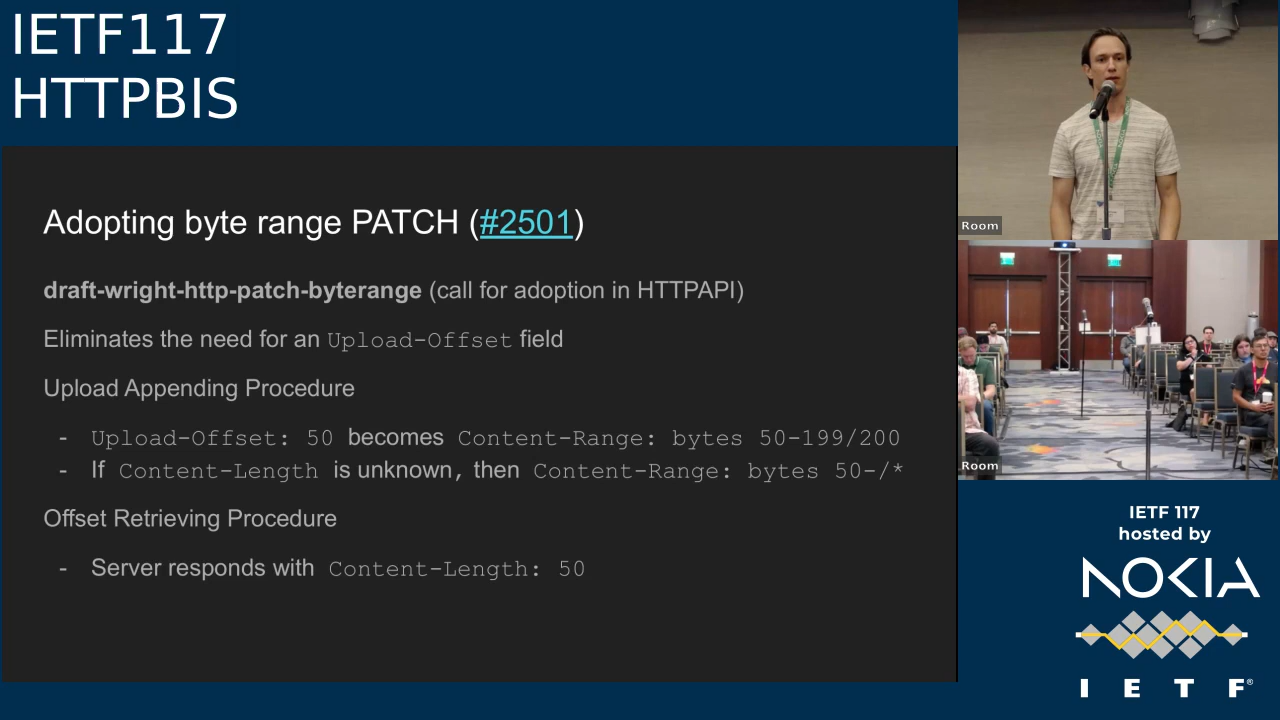 IETF117
HTTPBIS
Adopting byte range PATCH (#2501)
draft-wright-http-patch-byterange (call for adoption in HTTPAPI)
Eliminates the need for an Upload-Offset field
Upload Appending Procedure
- Upload-Offset: 50 becomes Content-Range: bytes 50-199/200
- If Content-Length is unknown, then Content-Range: bytes 50-/*
Offset Retrieving Procedure
- Server responds with Content-Length: 50
Room
Room
IETF 117
hosted by
NOKIA
I E T F®